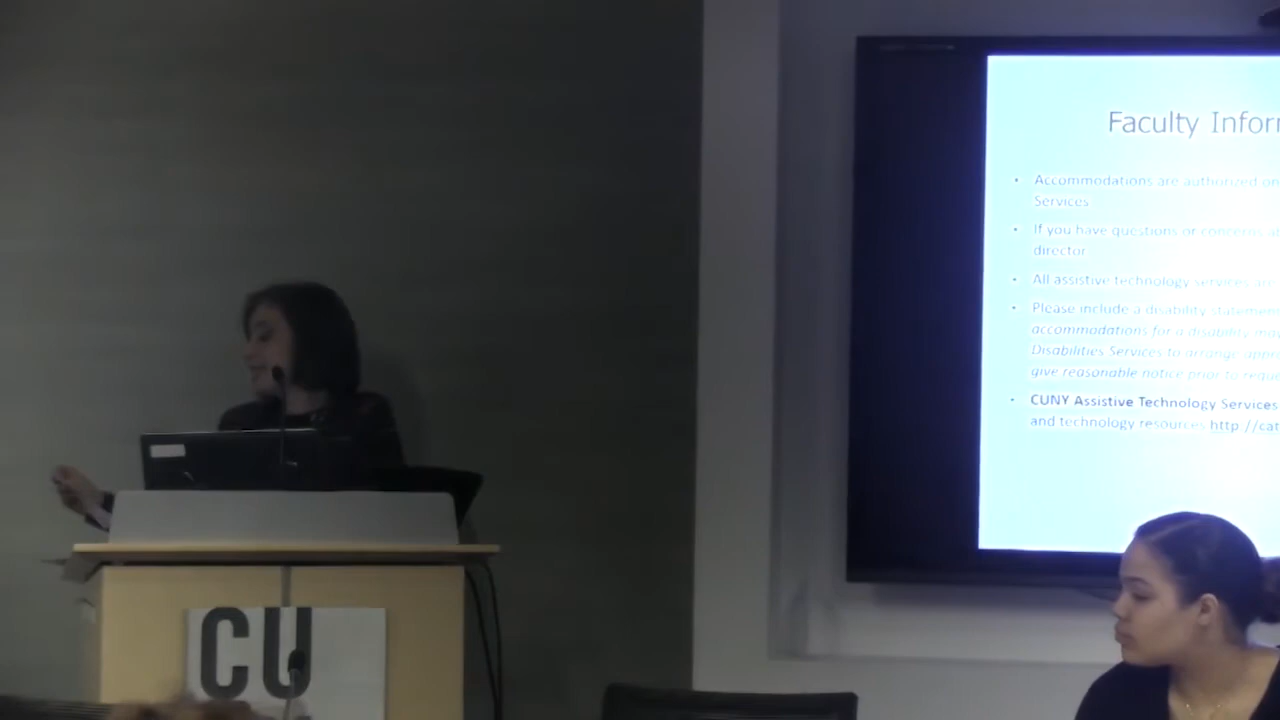 Faculty Infor
• Accommodations are authorized on
Services
• If you have questions or concerns a
director
• All assistive technology services are
• Please include a disability statemen
accommodations for a disability may
Disabilities Services to arrange appr
give reasonable notice prior to reque
• CUNY Assistive Technology Services
and technology resources http://cat
CU